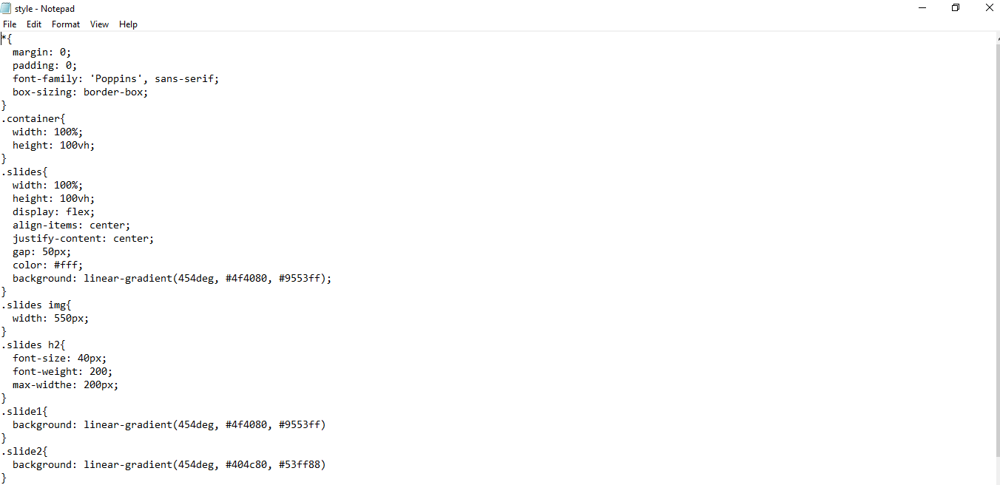 style - Notepad
File Edit Format View Help
*{
  margin: 0;
  padding: 0;
  font-family: 'Poppins', sans-serif;
  box-sizing: border-box;
}
.container{
  width: 100%;
  height: 100vh;
}
.slides{
  width: 100%;
  height: 100vh;
  display: flex;
  align-items: center;
  justify-content: center;
  gap: 50px;
  color: #fff;
  background: linear-gradient(454deg, #4f4080, #9553ff);
}
.slides img{
  width: 550px;
}
.slides h2{
  font-size: 40px;
  font-weight: 200;
  max-widthe: 200px;
}
.slide1{
  background: linear-gradient(454deg, #4f4080, #9553ff)
}
.slide2{
  background: linear-gradient(454deg, #404c80, #53ff88)
}